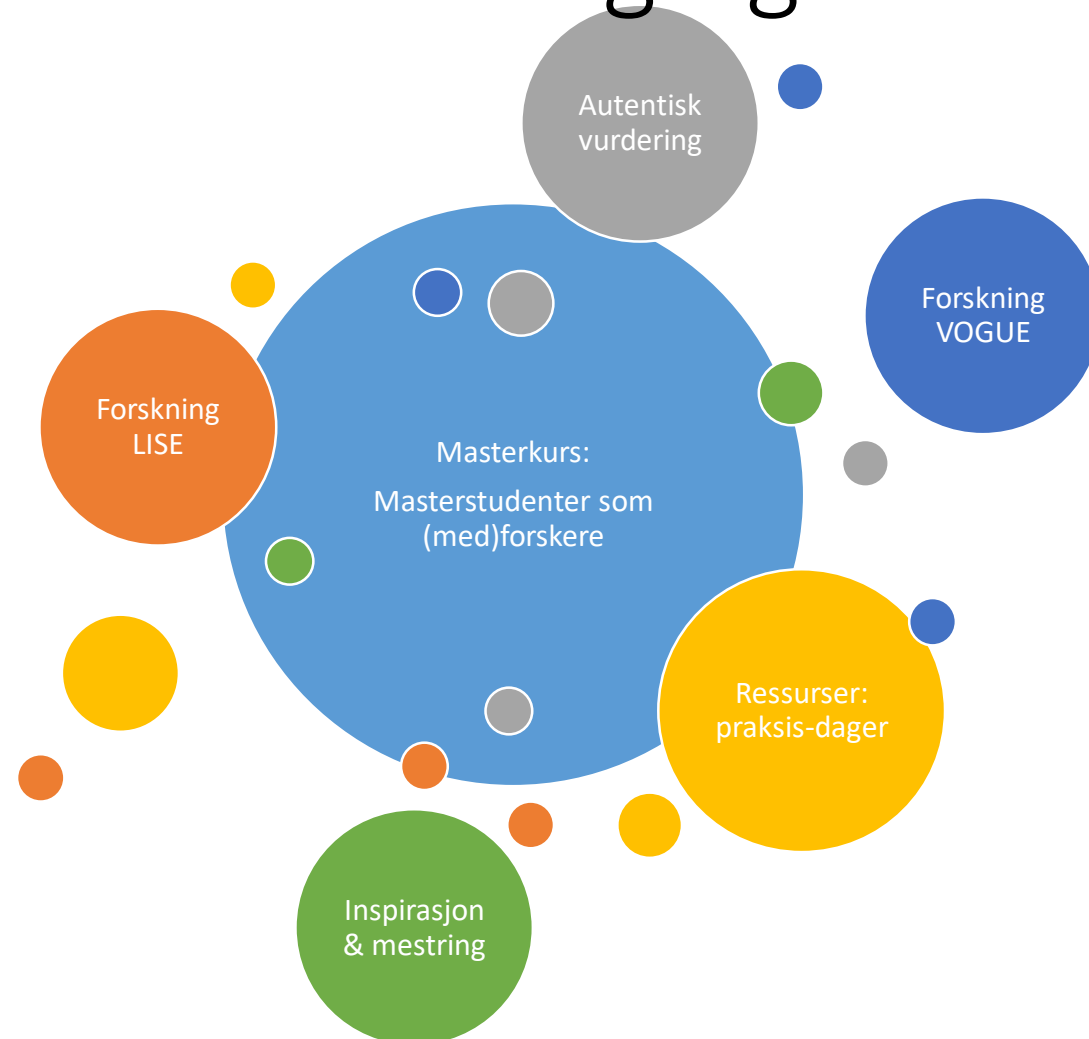 Autentisk
vurdering
Forskning
VOGUE
Forskning
LISE
Masterkurs:
Masterstudenter som
(med)forskere
Ressurser:
praksis-dager
Inspirasjon
& mestring